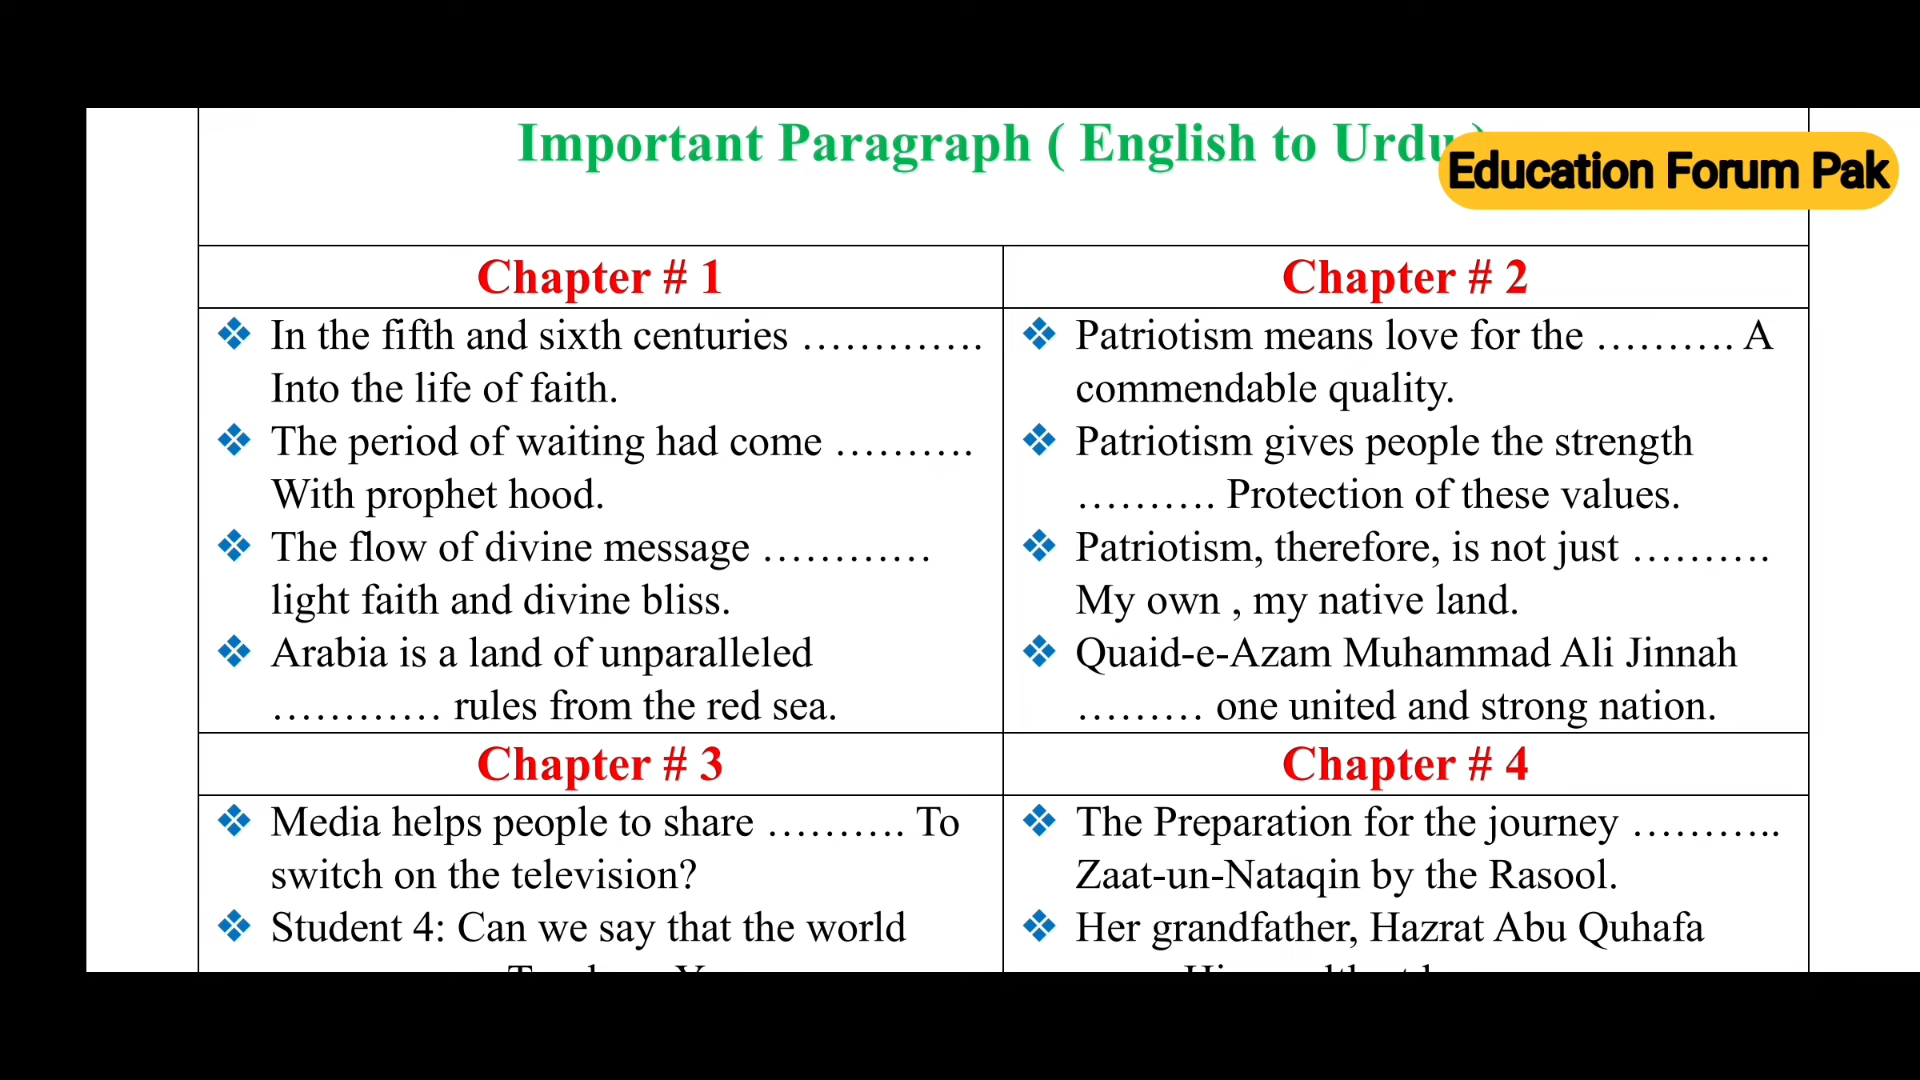 Important Paragraph ( English to Urdu )
Education Forum Pak
Chapter # 1
In the fifth and sixth centuries ………….
Into the life of faith.
The period of waiting had come ……….
With prophet hood.
The flow of divine message …………
light faith and divine bliss.
Arabia is a land of unparalleled
………… rules from the red sea.
Chapter # 2
Patriotism means love for the ………. A
commendable quality.
Patriotism gives people the strength
………. Protection of these values.
Patriotism, therefore, is not just ……….
My own , my native land.
Quaid-e-Azam Muhammad Ali Jinnah
……… one united and strong nation.
Chapter # 3
Media helps people to share ………. To
switch on the television?
Student 4: Can we say that the world
Chapter # 4
The Preparation for the journey ………..
Zaat-un-Nataqin by the Rasool.
Her grandfather, Hazrat Abu Quhafa